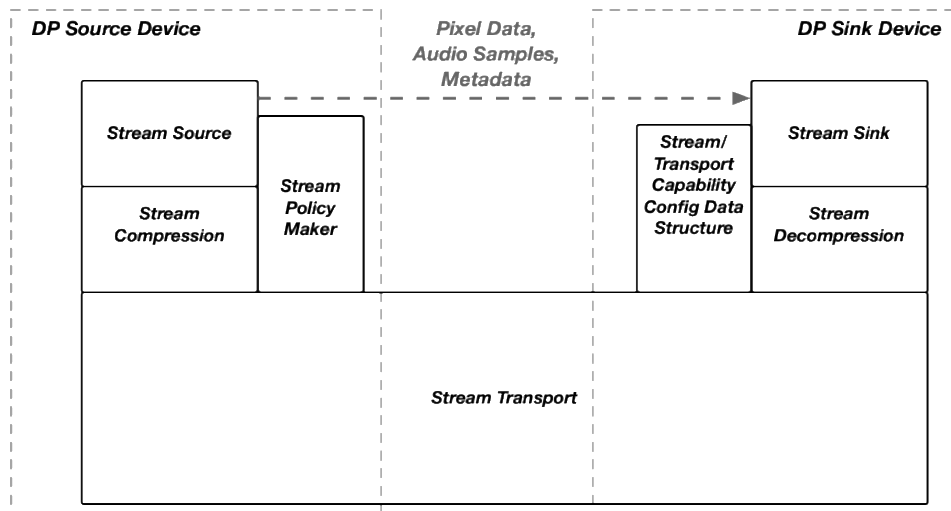 DP Source Device
Pixel Data,
Audio Samples,
Metadata
DP Sink Device
Stream Source
Stream
Compression
Stream
Policy
Maker
Stream/
Transport
Capability
Config Data
Structure
Stream Sink
Stream
Decompression
Stream Transport